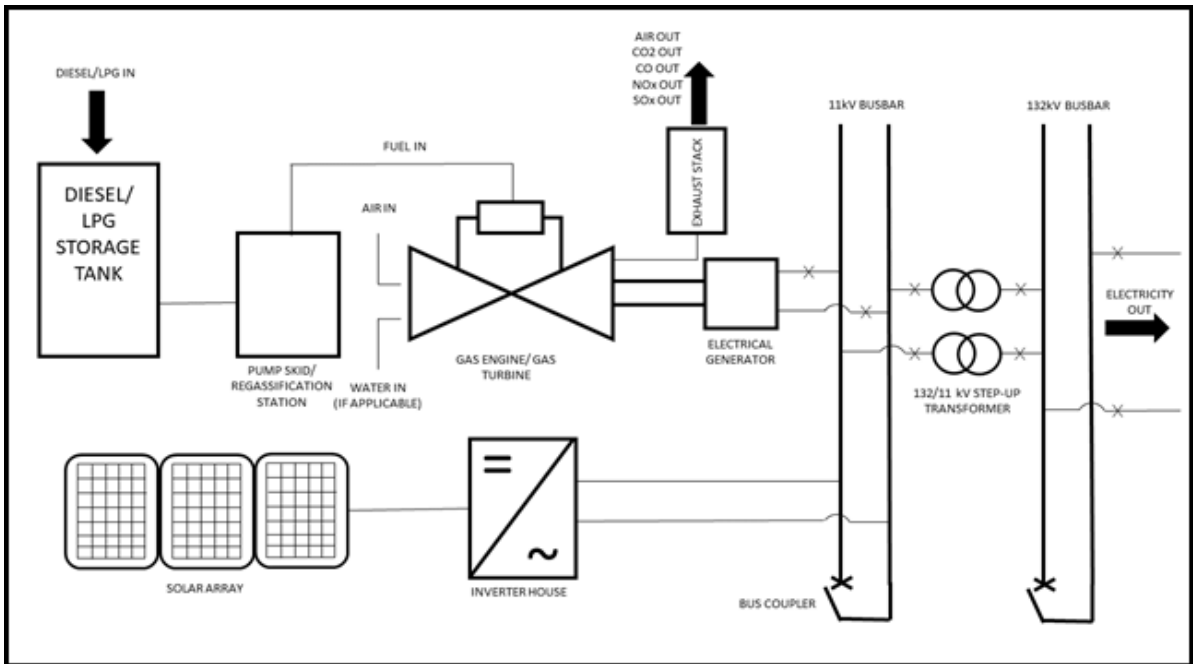 DIESEL/LPG IN
DIESEL/
LPG
STORAGE
TANK
PUMP SKID/
REGASSIFICATION
STATION
FUEL IN
AIR IN
WATER IN
(IF APPLICABLE)
GAS ENGINE/ GAS
TURBINE
AIR OUT
CO2 OUT
CO OUT
NOx OUT
SOx OUT
EXHAUST STACK
ELECTRICAL
GENERATOR
11kV BUSBAR
132kV BUSBAR
132/11 kV STEP-UP
TRANSFORMER
ELECTRICITY
OUT
SOLAR ARRAY
INVERTER HOUSE
BUS COUPLER